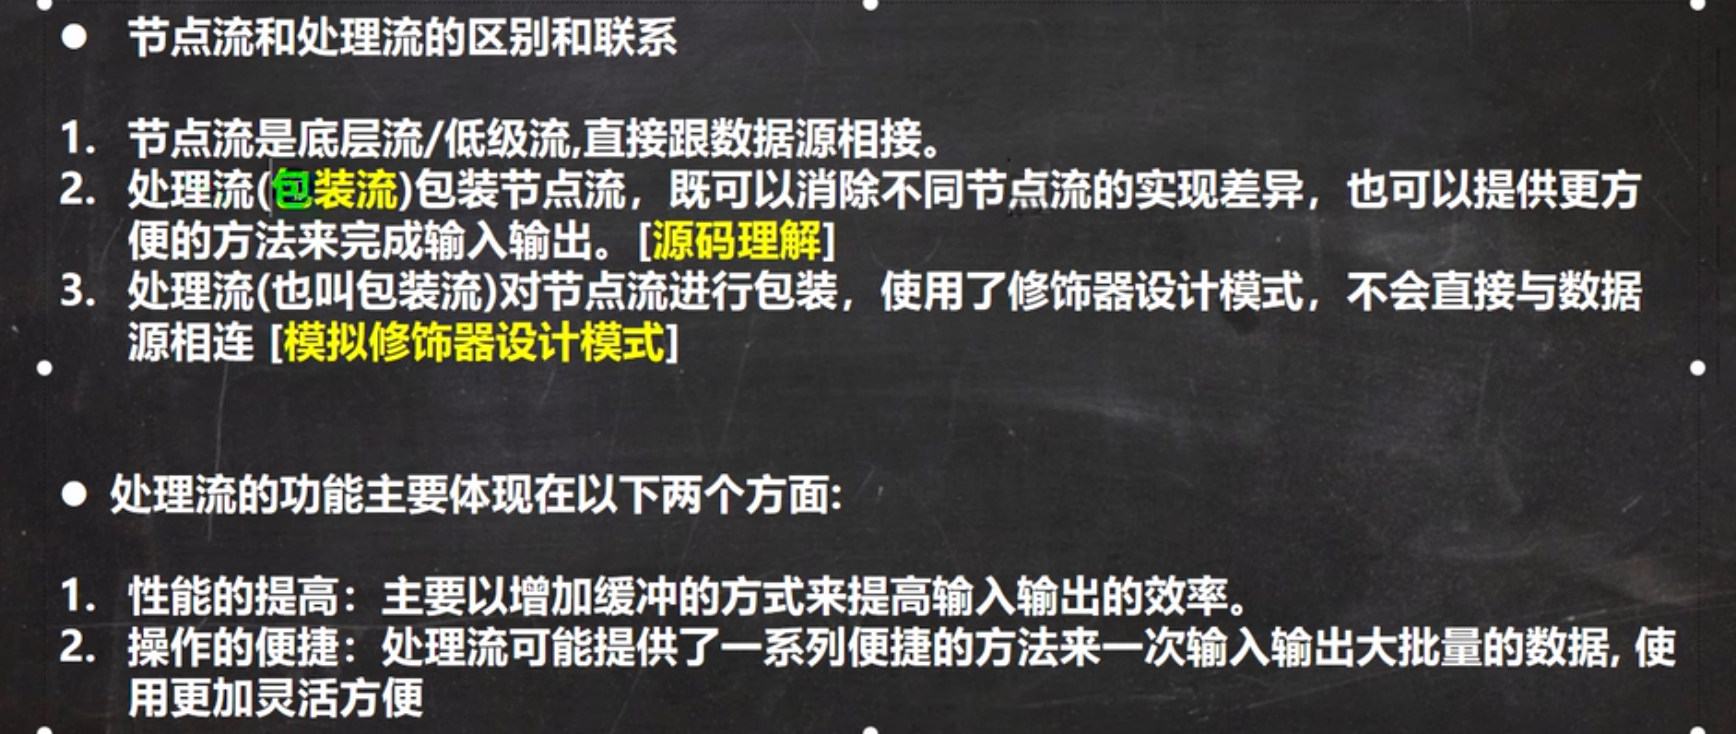 ● 节点流和处理流的区别和联系
1. 节点流是底层流/低级流,直接跟数据源相接。
2. 处理流(包装流)包装节点流，既可以消除不同节点流的实现差异，也可以提供更方
便的方法来完成输入输出。[源码理解]
3. 处理流(也叫包装流)对节点流进行包装，使用了修饰器设计模式，不会直接与数据
源相连 [模拟修饰器设计模式]
● 处理流的功能主要体现在以下两个方面:
1. 性能的提高：主要以增加缓冲的方式来提高输入输出的效率。
2. 操作的便捷：处理流可能提供了一系列便捷的方法来一次输入输出大批量的数据, 使
用更加灵活方便